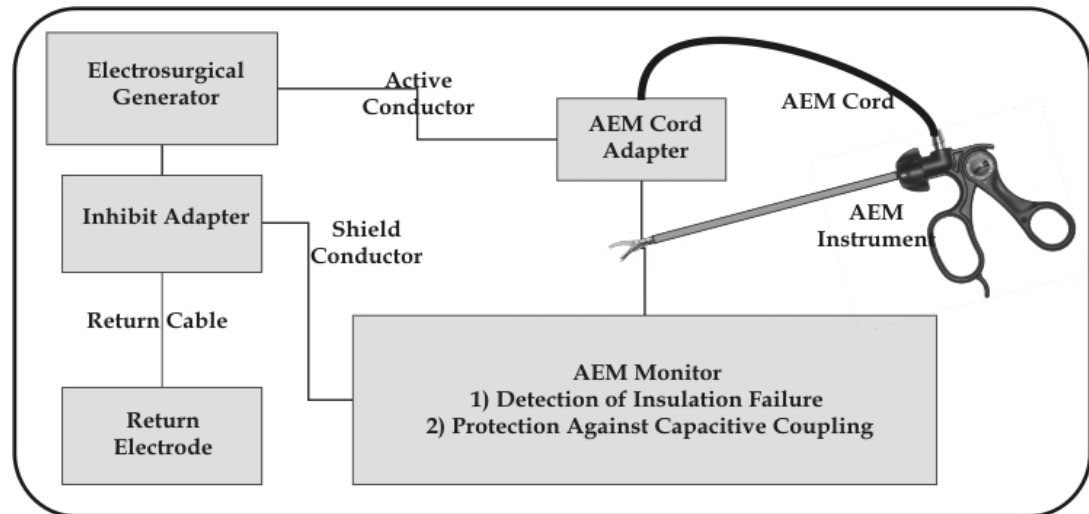 Electrosurgical
Generator
Active
Conductor
AEM Cord
Adapter
AEM Cord
Inhibit Adapter
Shield
Conductor
AEM
Instrument
Return Cable
Return
Electrode
AEM Monitor
1) Detection of Insulation Failure
2) Protection Against Capacitive Coupling